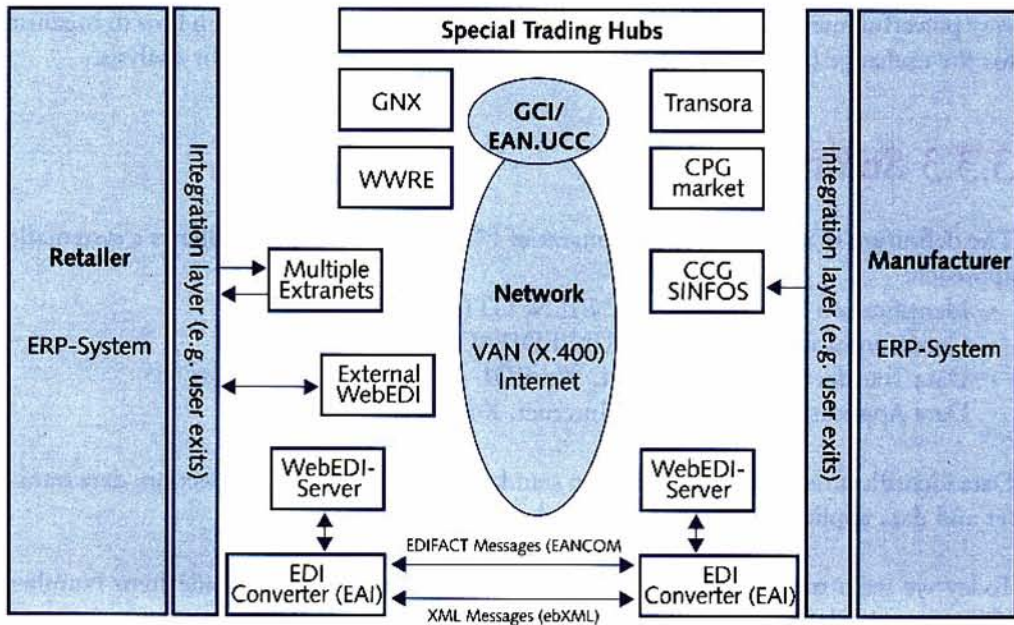 Special Trading Hubs
GNX
Transora
GCI/
EAN.UCC
WWRE
CPG
market
Retaller
ERP-System
Integration layer (e.g. user exits)
Multiple
Extranets
External
WebEDI
Network
VAN (X.400)
Internet
CCG
SINFOS
Integration layer (e.g. user exits)
Manufacturer
ERP-System
WebEDI-
Server
WebEDI-
Server
EDI
Converter (EAI)
EDIFACT Messages (EANCOM
XML Messages (ebXML)
EDI
Converter (EAI)